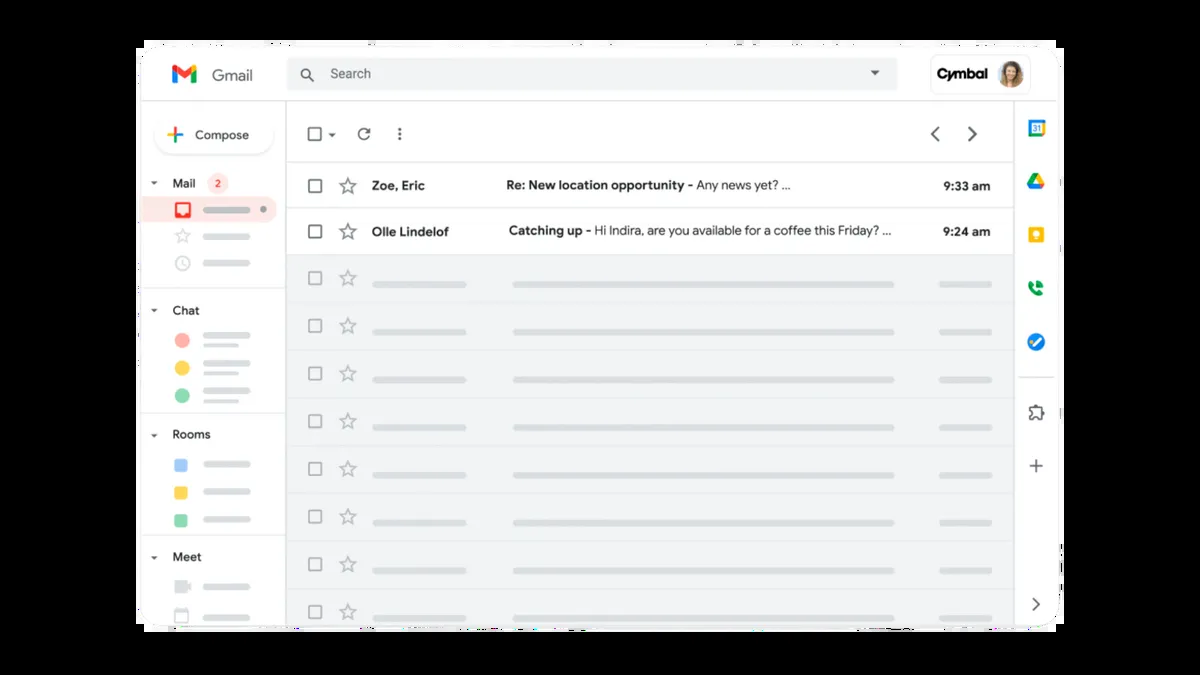 Gmail
Search
Cymbal
Compose
Mail 2
Zoe, Eric Re: New location opportunity - Any news yet? ... 9:33 am
Olle Lindelof Catching up - Hi Indira, are you available for a coffee this Friday? ... 9:24 am
Chat
Rooms
Meet
31